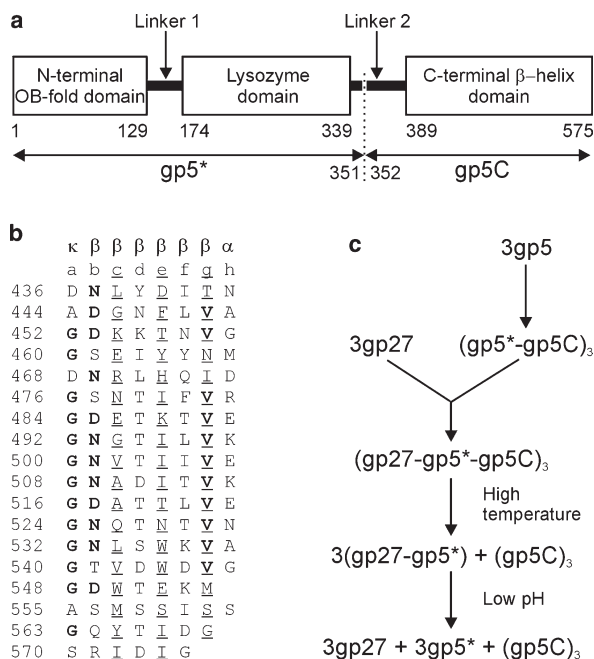 a
Linker 1
Linker 2
N-terminal
OB-fold domain
Lysozyme
domain
C-terminal β–helix
domain
1 129 174 339 389 575
gp5* 351 352 gp5C
b
κ β β β β β β α
a b c d e f g h
436 D N L Y D I T N
444 A D G N F L V A
452 G D K K T N V G
460 G S E I Y Y N M
468 D N R L H Q I D
476 G S N T I F V R
484 G D E T K T V E
492 G N G T I L V K
500 G N V T I I V E
508 G N A D I T V K
516 G D A T T L V E
524 G N Q T N T V N
532 G N L S W K V A
540 G T V D W D V G
548 G D W T E K M
555 A S M S S I S S
563 G Q Y T I D G
570 S R I D I G
c
3gp5
3gp27 (gp5*-gp5C)3
(gp27-gp5*-gp5C)3
High
temperature
3(gp27-gp5*) + (gp5C)3
Low pH
3gp27 + 3gp5* + (gp5C)3